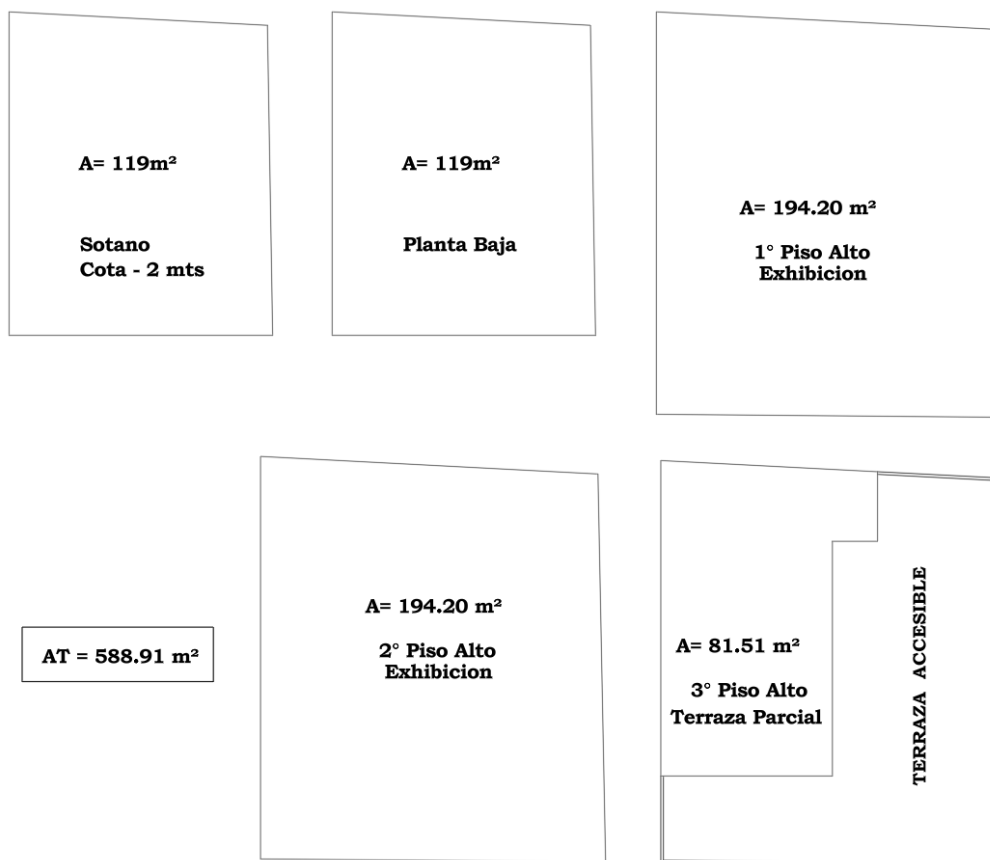 A= 119m²
Sotano
Cota - 2 mts
A= 119m²
Planta Baja
A= 194.20 m²
1° Piso Alto
Exhibicion
AT = 588.91 m²
A= 194.20 m²
2° Piso Alto
Exhibicion
A= 81.51 m²
3° Piso Alto
Terraza Parcial
TERRAZA ACCESIBLE